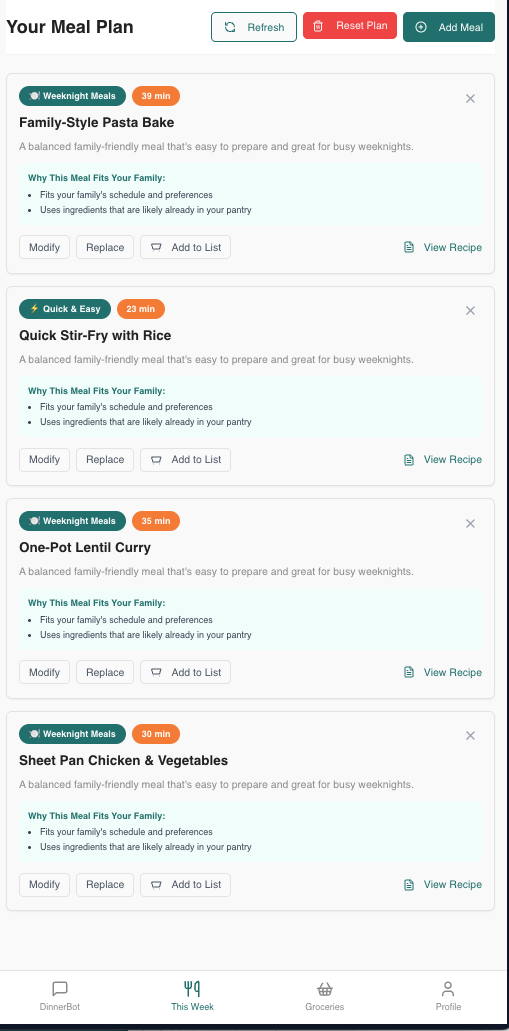 Your Meal Plan
Refresh
Reset Plan
Add Meal
Weeknight Meals
39 min
Family-Style Pasta Bake
A balanced family-friendly meal that's easy to prepare and great for busy weeknights.
Why This Meal Fits Your Family:
• Fits your family's schedule and preferences
• Uses ingredients that are likely already in your pantry
Modify
Replace
Add to List
View Recipe
Quick & Easy
23 min
Quick Stir-Fry with Rice
A balanced family-friendly meal that's easy to prepare and great for busy weeknights.
Why This Meal Fits Your Family:
• Fits your family's schedule and preferences
• Uses ingredients that are likely already in your pantry
Modify
Replace
Add to List
View Recipe
Weeknight Meals
35 min
One-Pot Lentil Curry
A balanced family-friendly meal that's easy to prepare and great for busy weeknights.
Why This Meal Fits Your Family:
• Fits your family's schedule and preferences
• Uses ingredients that are likely already in your pantry
Modify
Replace
Add to List
View Recipe
Weeknight Meals
30 min
Sheet Pan Chicken & Vegetables
A balanced family-friendly meal that's easy to prepare and great for busy weeknights.
Why This Meal Fits Your Family:
• Fits your family's schedule and preferences
• Uses ingredients that are likely already in your pantry
Modify
Replace
Add to List
View Recipe
DinnerBot
This Week
Groceries
Profile